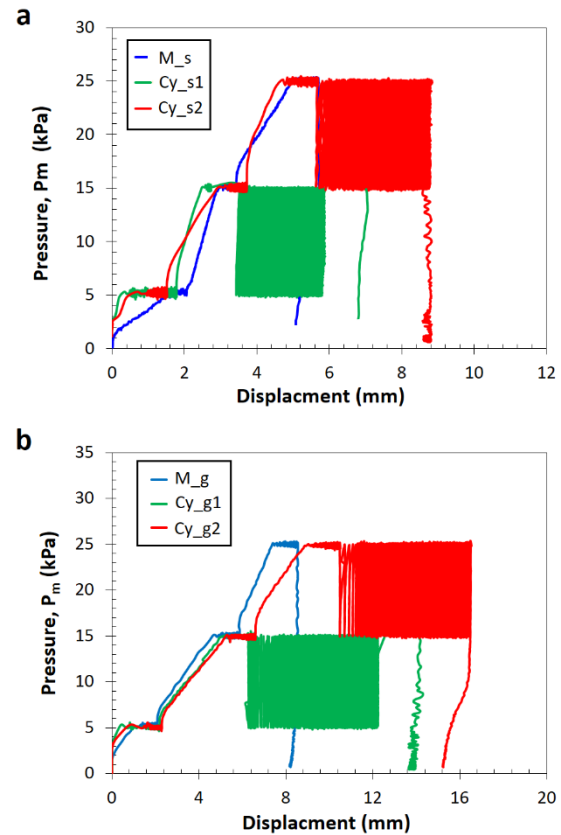 a
30
25
20
15
10
5
0
Pressure, Pm (kPa)
M_s
Cy_s1
Cy_s2
0 2 4 6 8 10 12
Displacment (mm)
b
35
30
25
20
15
10
5
0
Pressure, Pm (kPa)
M_g
Cy_g1
Cy_g2
0 4 8 12 16 20
Displacment (mm)